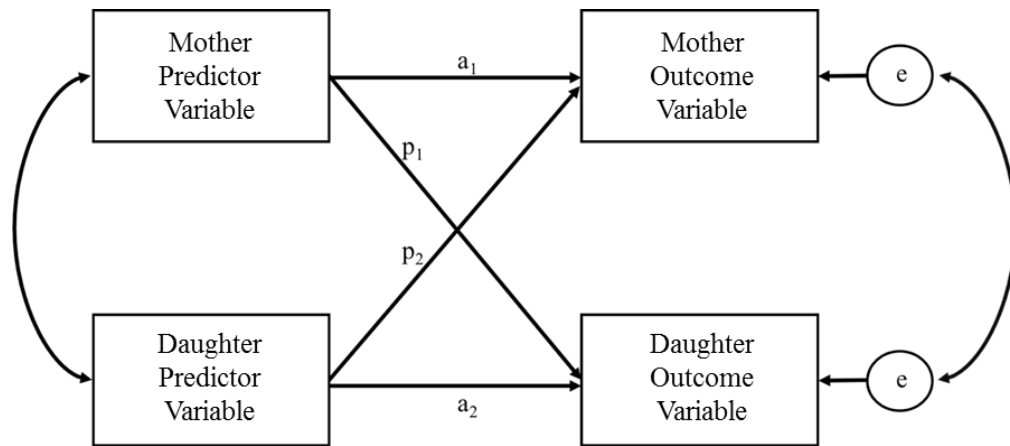 Mother
Predictor
Variable
a₁
Mother
Outcome
Variable
e
p₁
p₂
Daughter
Predictor
Variable
a₂
Daughter
Outcome
Variable
e